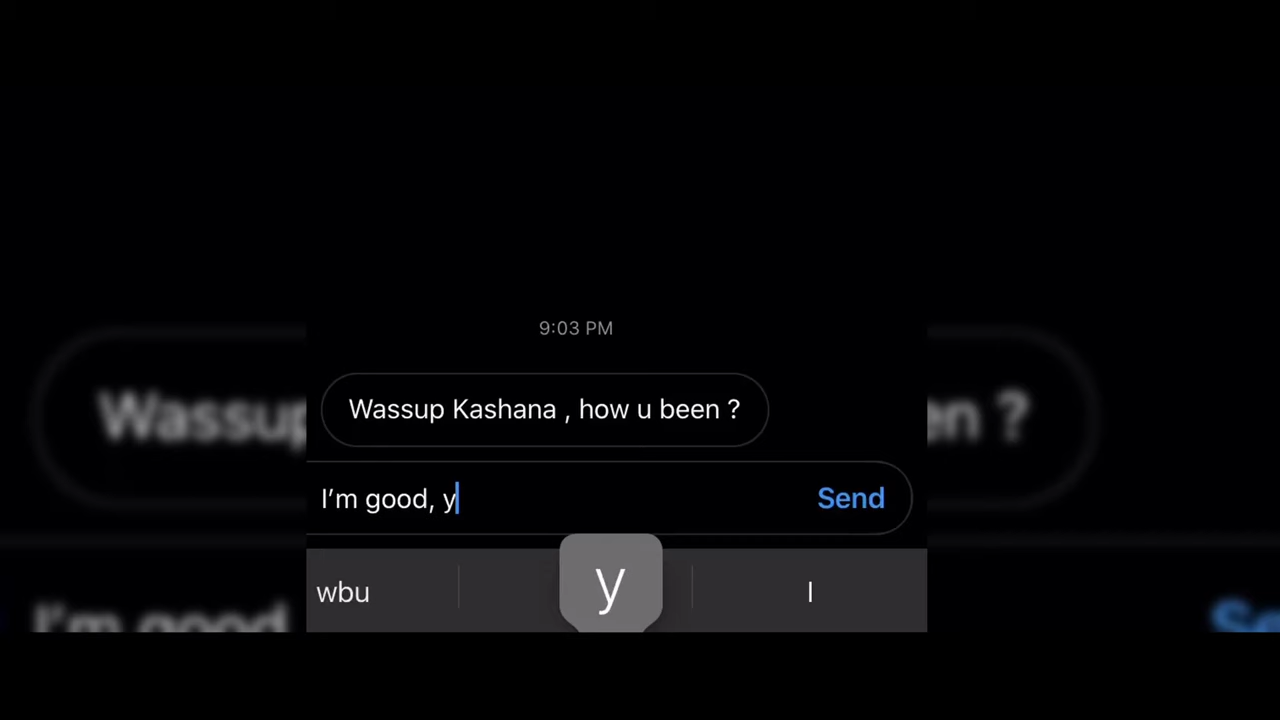 9:03 PM
Wassup Kashana , how u been ?
I'm good, y
Send
wbu
y
I